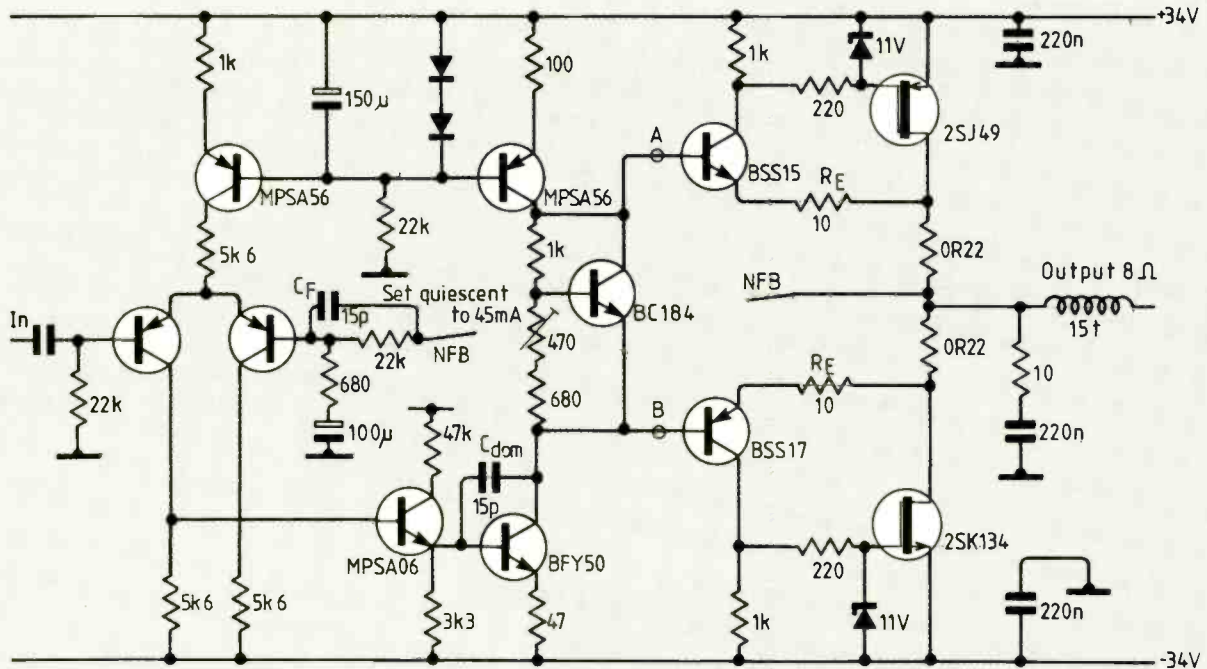 +34V
1k
150µ
100
1k
11V
220n
220
2SJ49
A
MPSA56
MPSA56
BSS15
RE
10
22k
5k6
1k
0R22
Output 8Ω
CF
15p
Set quiescent
to 45mA
NFB
BC184
In
470
15t
22k
NFB
0R22
680
RE
10
10
22k
680
100µ
47k
B
BSS17
220n
Cdom
15p
2SK134
MPSA06
BFY50
220
5k6
5k6
3k3
47
1k
11V
220n
-34V